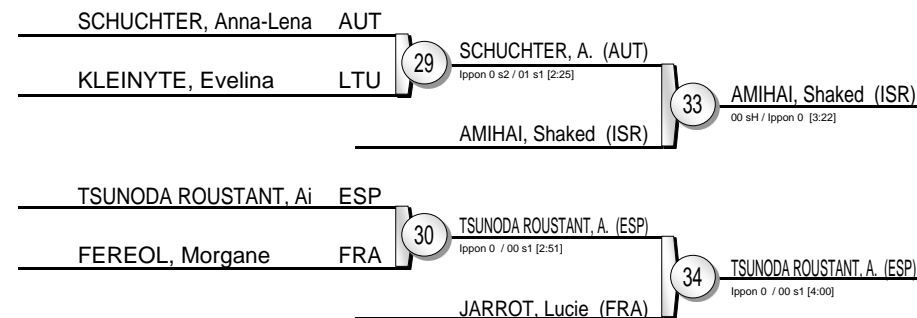 SCHUCHTER, Anna-Lena AUT
KLEINYTE, Evelina LTU
29
SCHUCHTER, A. (AUT)
Ippon 0 s2 / 01 s1 [2:25]
AMIHAI, Shaked (ISR)
33
AMIHAI, Shaked (ISR)
00 sH / Ippon 0 [3:22]
TSUNODA ROUSTANT, Ai ESP
FEREOL, Morgane FRA
30
TSUNODA ROUSTANT, A. (ESP)
Ippon 0 / 00 s1 [2:51]
JARROT, Lucie (FRA)
34
TSUNODA ROUSTANT, A. (ESP)
Ippon 0 / 00 s1 [4:00]